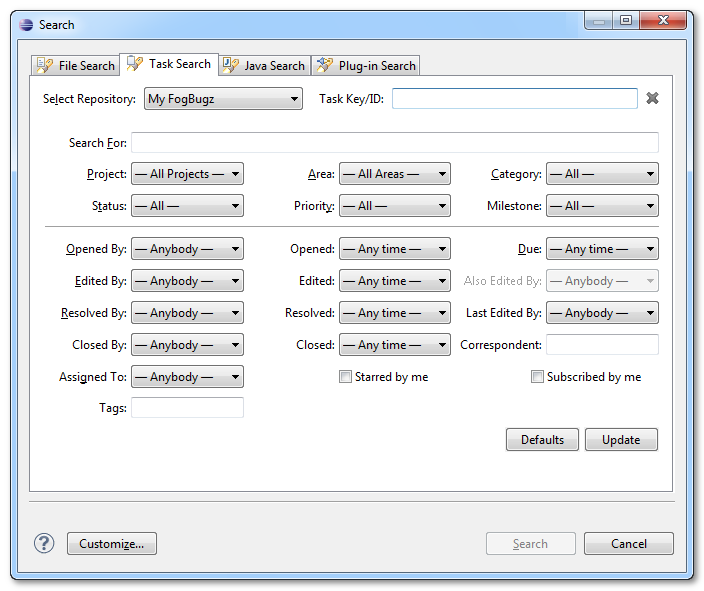 Search
File Search Task Search Java Search Plug-in Search
Select Repository: My FogBugz Task Key/ID:
Search For:
Project: — All Projects — Area: — All Areas — Category: — All —
Status: — All — Priority: — All — Milestone: — All —
Opened By: — Anybody — Opened: — Any time — Due: — Any time —
Edited By: — Anybody — Edited: — Any time — Also Edited By: — Anybody —
Resolved By: — Anybody — Resolved: — Any time — Last Edited By: — Anybody —
Closed By: — Anybody — Closed: — Any time — Correspondent:
Assigned To: — Anybody — Starred by me Subscribed by me
Tags:
Defaults Update
? Customize... Search Cancel